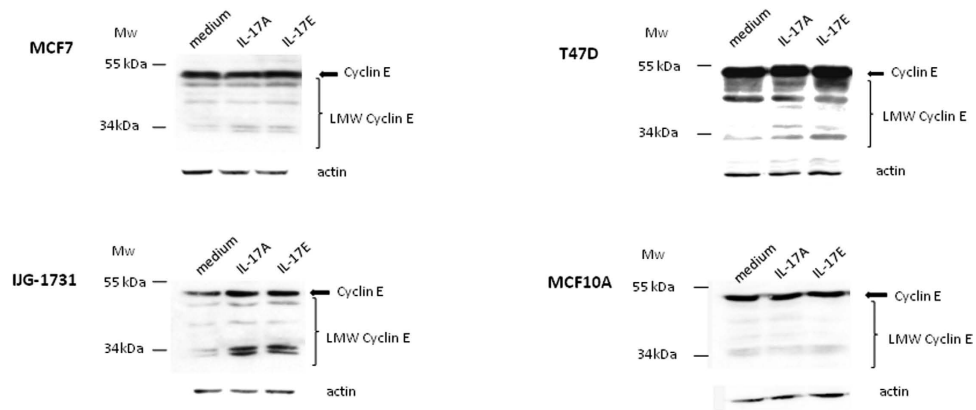 MCF7
Mw
medium
IL-17A
IL-17E
55 kDa
Cyclin E
LMW Cyclin E
34kDa
actin
T47D
Mw
medium
IL-17A
IL-17E
55kDa
Cyclin E
LMW Cyclin E
34kDa
actin
IJG-1731
Mw
medium
IL-17A
IL-17E
55 kDa
Cyclin E
LMW Cyclin E
34kDa
actin
MCF10A
Mw
medium
IL-17A
IL-17E
55 kDa
Cyclin E
LMW Cyclin E
34kDa
actin